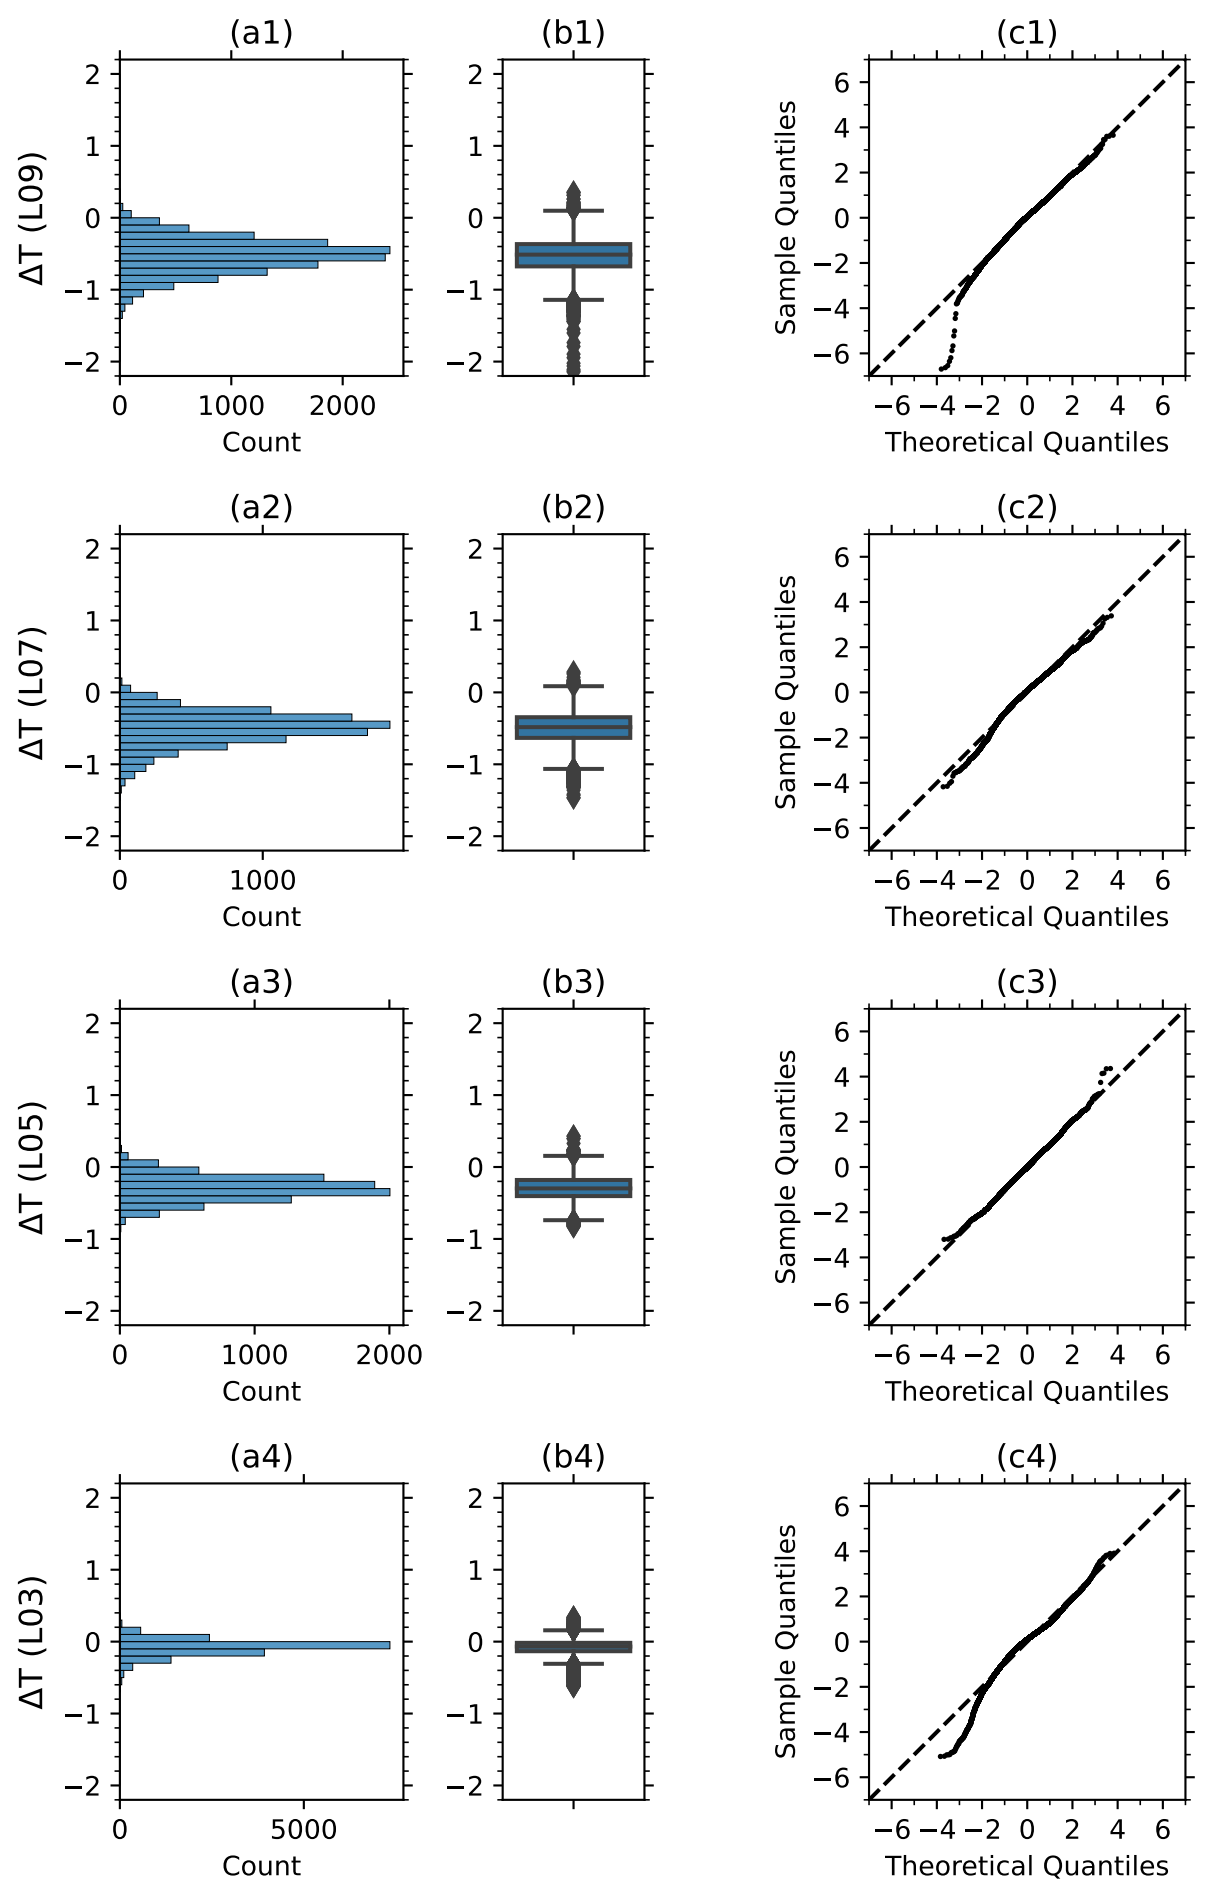 (a1) (b1) (c1)
ΔT (L09)
2
1
0
−1
−2
0 1000 2000
Count
2
1
0
−1
−2
Sample Quantiles
6
4
2
0
−2
−4
−6
−6 −4 −2 0 2 4 6
Theoretical Quantiles
(a2) (b2) (c2)
ΔT (L07)
2
1
0
−1
−2
0 1000
Count
2
1
0
−1
−2
Sample Quantiles
6
4
2
0
−2
−4
−6
−6 −4 −2 0 2 4 6
Theoretical Quantiles
(a3) (b3) (c3)
ΔT (L05)
2
1
0
−1
−2
0 1000 2000
Count
2
1
0
−1
−2
Sample Quantiles
6
4
2
0
−2
−4
−6
−6 −4 −2 0 2 4 6
Theoretical Quantiles
(a4) (b4) (c4)
ΔT (L03)
2
1
0
−1
−2
0 5000
Count
2
1
0
−1
−2
Sample Quantiles
6
4
2
0
−2
−4
−6
−6 −4 −2 0 2 4 6
Theoretical Quantiles